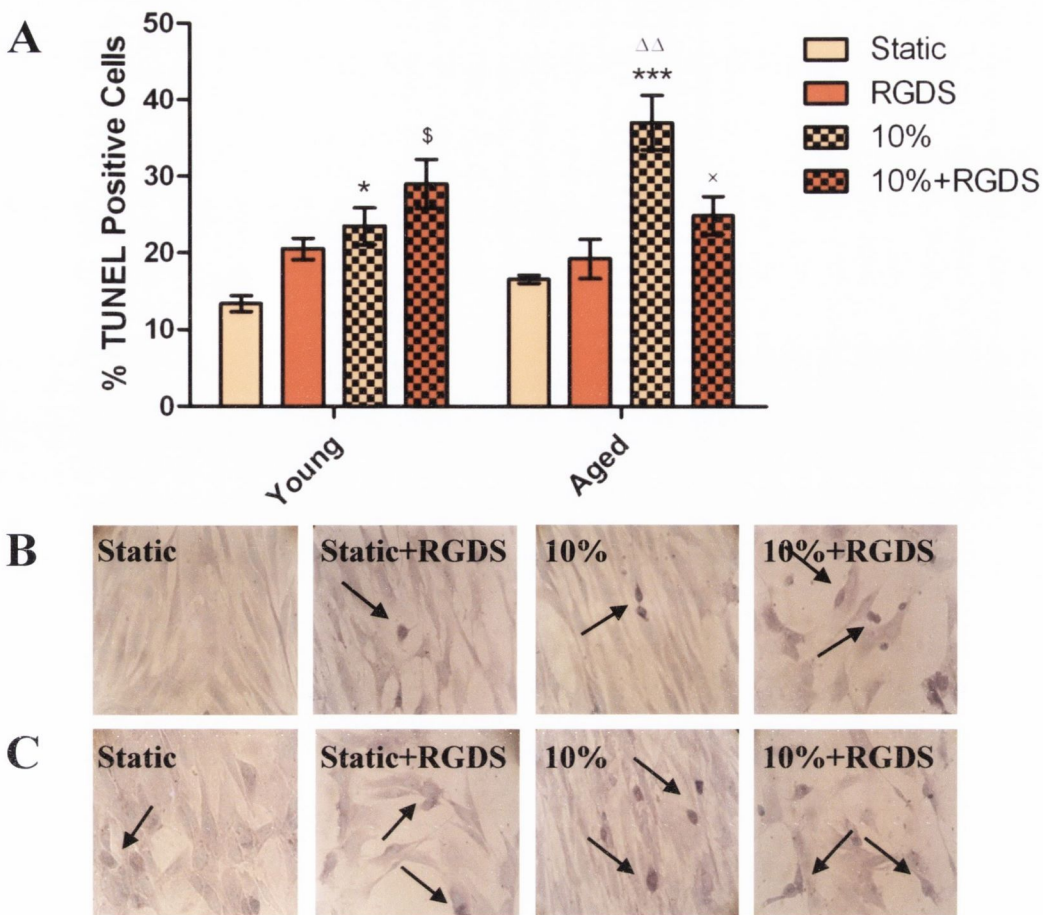 A
% TUNEL Positive Cells
50
40
30
20
10
0
*
$
ΔΔ
***
×
Young
Aged
Static
RGDS
10%
10%+RGDS
B
Static
Static+RGDS
10%
10%+RGDS
C
Static
Static+RGDS
10%
10%+RGDS